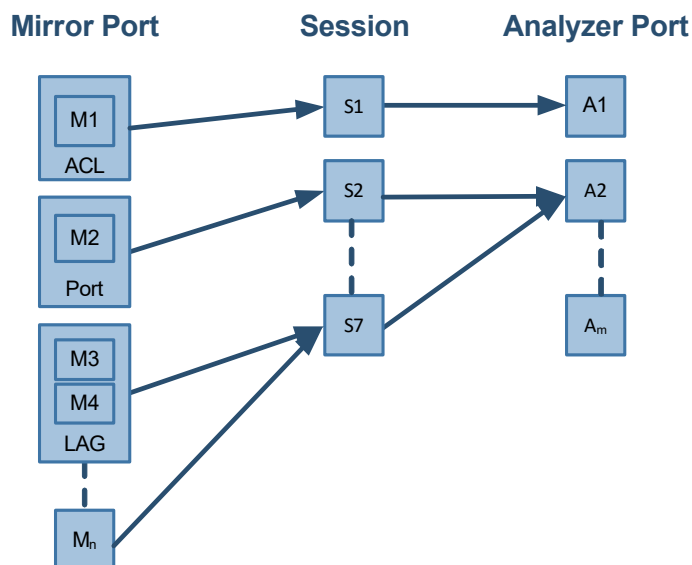 Mirror Port Session Analyzer Port
M1
ACL
S1
A1
M2
Port
S2
A2
M3
M4
LAG
S7
Am
Mn